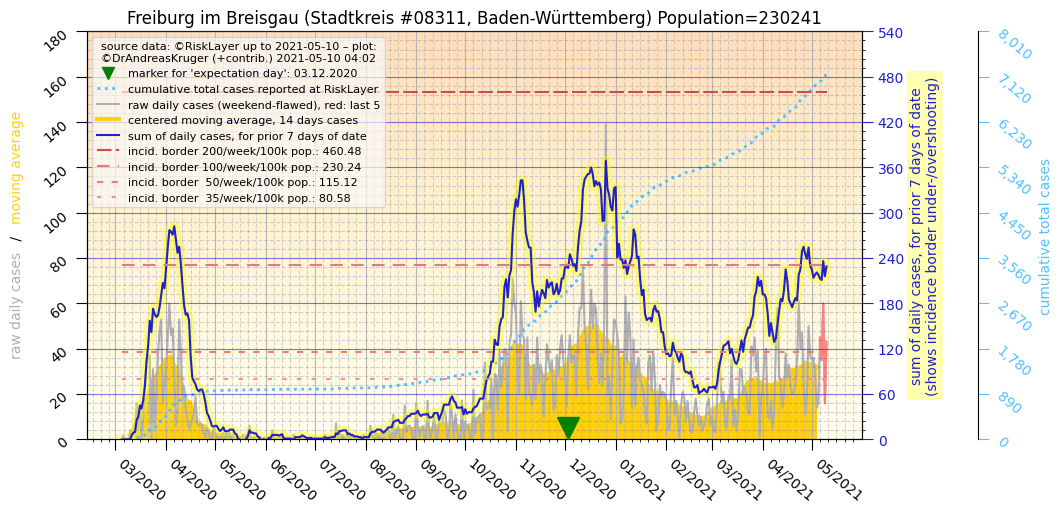 Freiburg im Breisgau (Stadtkreis #08311, Baden-Württemberg) Population=230241
source data: ©RiskLayer up to 2021-05-10 – plot:
©DrAndreasKruger (+contrib.) 2021-05-10 04:02
marker for 'expectation day': 03.12.2020
cumulative total cases reported at RiskLayer
raw daily cases (weekend-flawed), red: last 5
centered moving average, 14 days cases
sum of daily cases, for prior 7 days of date
incid. border 200/week/100k pop.: 460.48
incid. border 100/week/100k pop.: 230.24
incid. border  50/week/100k pop.: 115.12
incid. border  35/week/100k pop.: 80.58
raw daily cases / moving average
180
160
140
120
100
80
60
40
20
0
03/2020
04/2020
05/2020
06/2020
07/2020
08/2020
09/2020
10/2020
11/2020
12/2020
01/2021
02/2021
03/2021
04/2021
05/2021
540
480
420
360
300
240
180
120
60
0
sum of daily cases, for prior 7 days of date
(shows incidence border under-/overshooting)
8,010
7,120
6,230
5,340
4,450
3,560
2,670
1,780
890
0
cumulative total cases